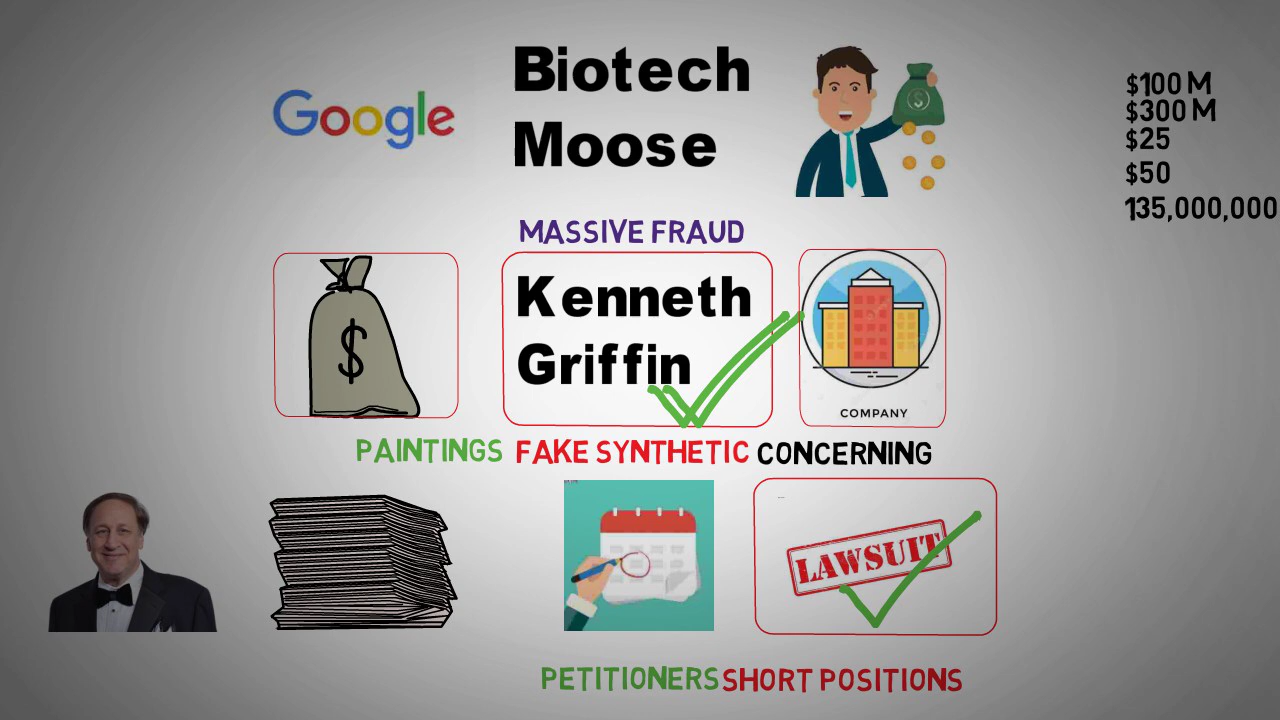 Google
Biotech
Moose
$100 M
$300 M
$25
$50
135,000,000
MASSIVE FRAUD
$
Kenneth
Griffin
COMPANY
PAINTINGS FAKE SYNTHETIC CONCERNING
LAWSUIT
PETITIONERS SHORT POSITIONS